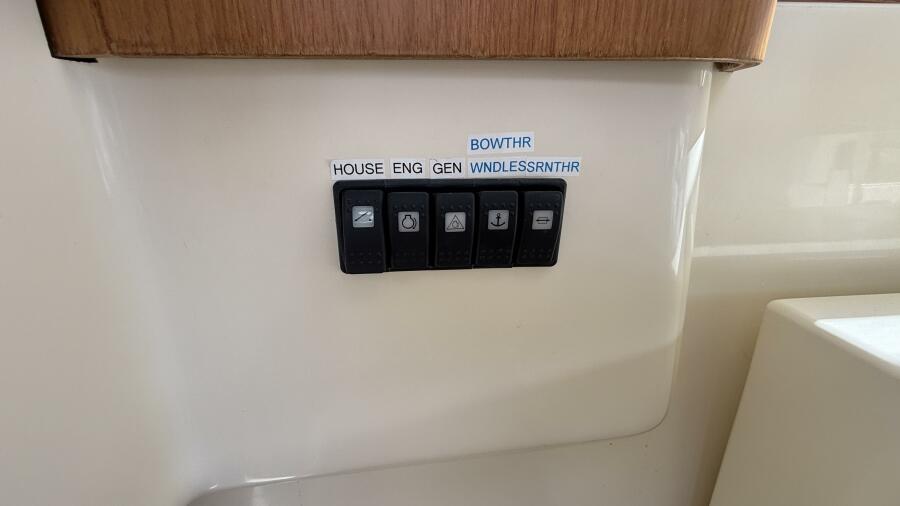 BOWTHR
HOUSE ENG GEN WNDLESSRNTHR